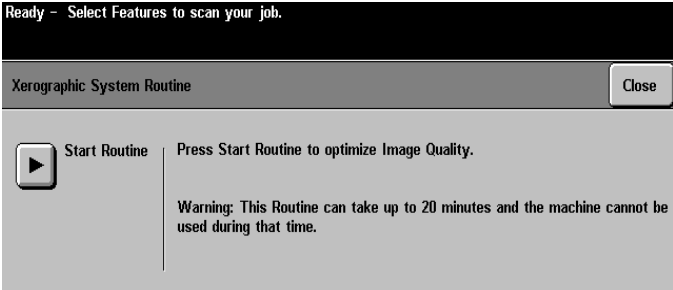 Ready - Select Features to scan your job.
Xerographic System Routine
Close
Start Routine
Press Start Routine to optimize Image Quality.
Warning: This Routine can take up to 20 minutes and the machine cannot be
used during that time.